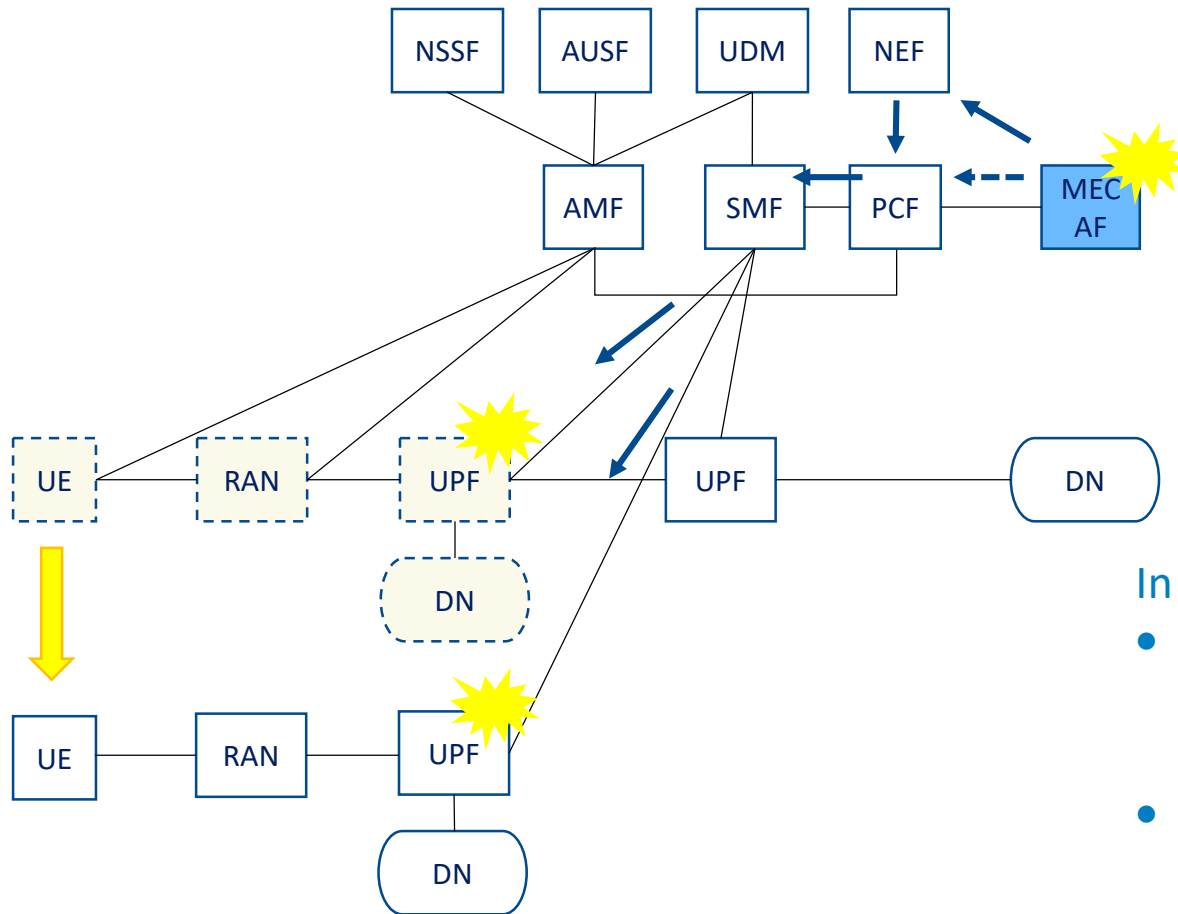 NSSF
AUSF
UDM
NEF
AMF
SMF
PCF
MEC
AF
UE
RAN
UPF
UPF
DN
DN
In
•
•
UE
RAN
UPF
DN